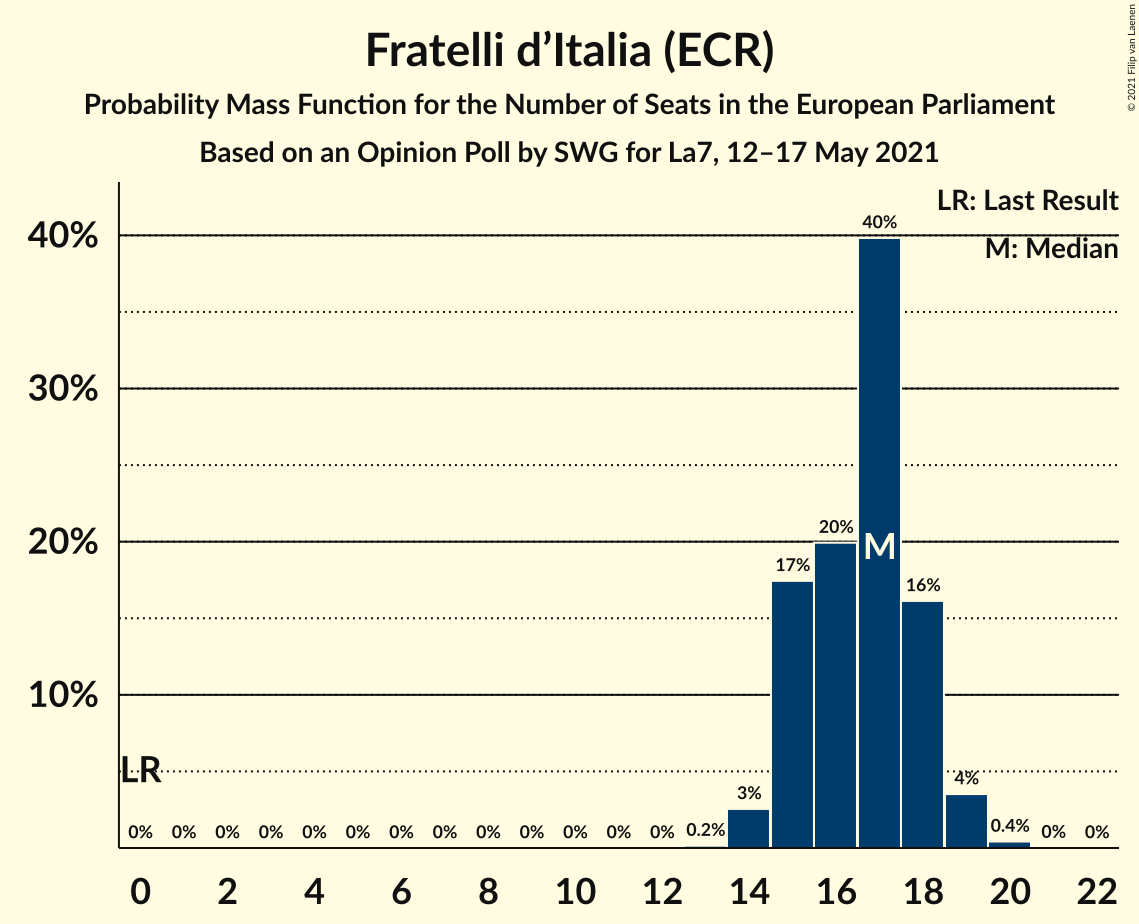 Fratelli d’Italia (ECR)
Probability Mass Function for the Number of Seats in the European Parliament
Based on an Opinion Poll by SWG for La7, 12–17 May 2021
© 2021 Filip van Laenen
LR: Last Result
M: Median
40%
30%
20%
10%
LR
0% 0% 0% 0% 0% 0% 0% 0% 0% 0% 0% 0% 0% 0.2% 3% 17% 20% 40% 16% 4% 0.4% 0% 0%
M
0 2 4 6 8 10 12 14 16 18 20 22